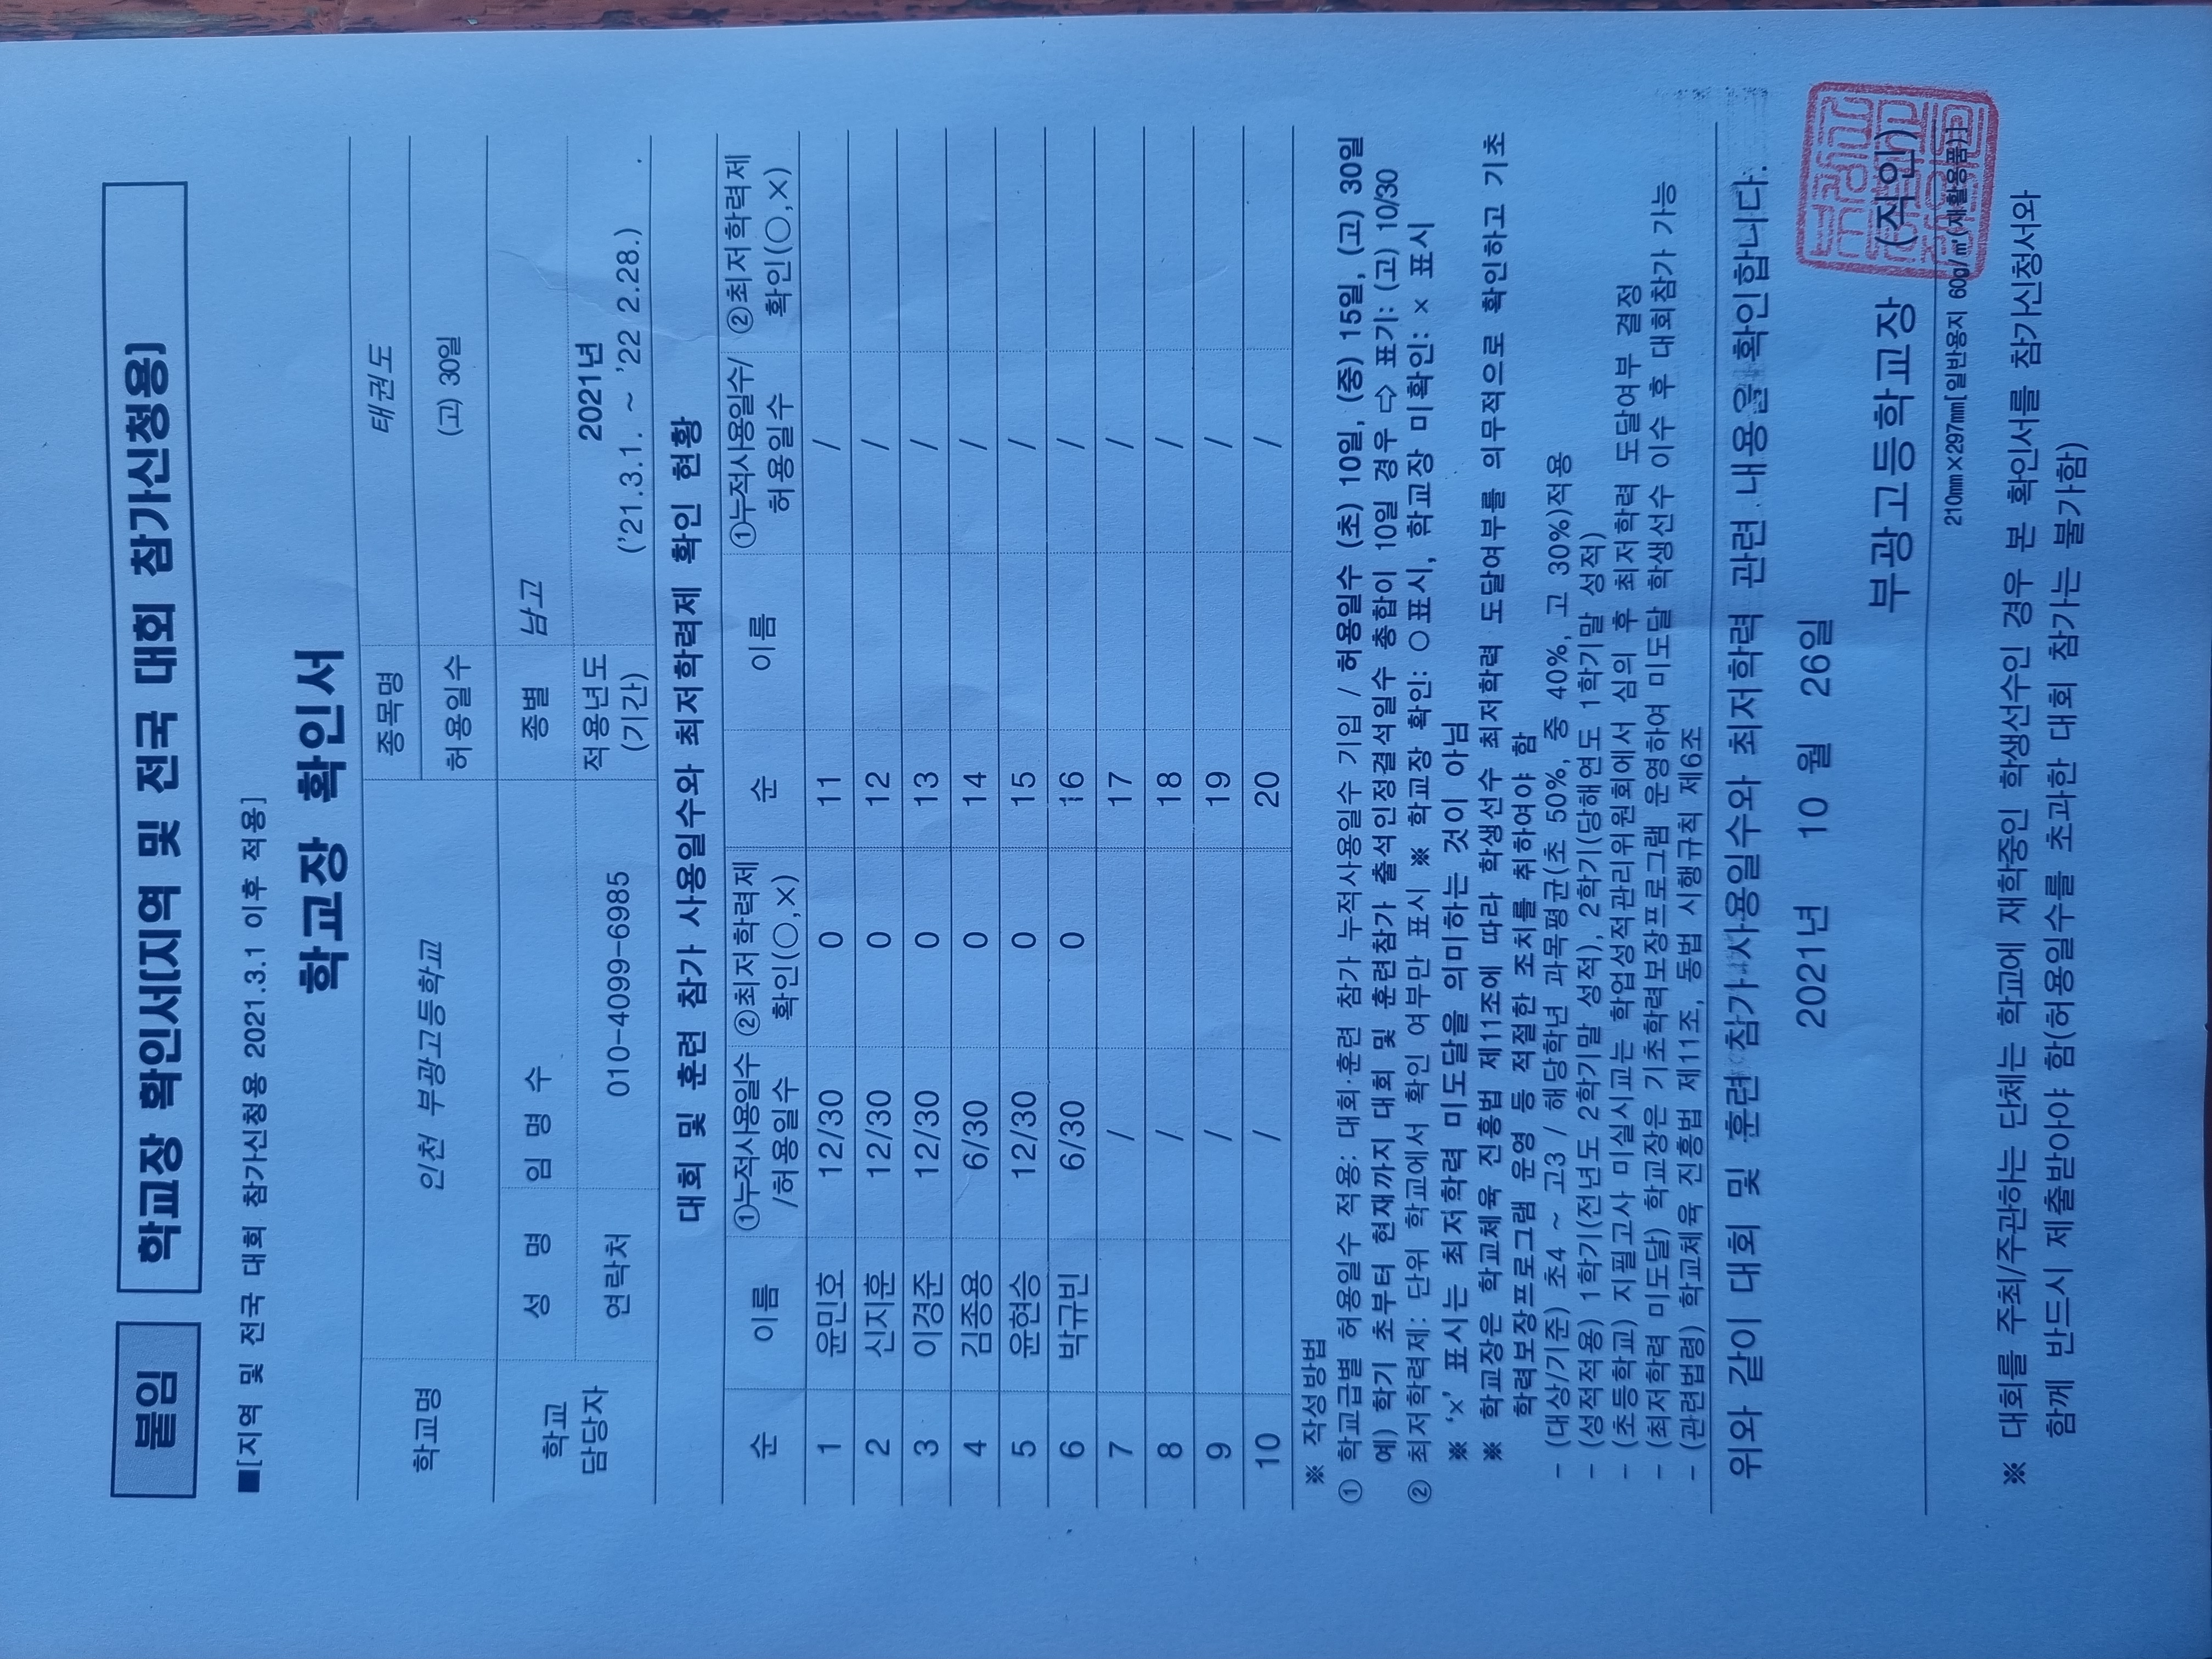 붙임 학교장 확인서[지역 및 전국 대회 참가신청용]
■[지역 및 전국 대회 참가신청용 2021.3.1 이후 적용]
학교장 확인서
학교명 인천 부광고등학교 종목명 태권도
허용일수 (고) 30일
학교 담당자 성 명 임 명 수 종별 남고
연락처 010-4099-6985 적용년도 (기간) 2021년
('21.3.1. ~ '22 2.28.)
대회 및 훈련 참가 사용일수와 최저학력제 확인 현황
순 이름 ①누적사용일수 /허용일수 ②최저학력제 확인(○,×) 순 이름 ①누적사용일수/ 허용일수 ②최저학력제 확인(○,×)
1 윤민호 12/30 0 11 /
2 신지훈 12/30 0 12 /
3 이경준 12/30 0 13 /
4 김종용 6/30 0 14 /
5 윤현승 12/30 0 15 /
6 박규빈 6/30 0 16 /
7 / 17 /
8 / 18 /
9 / 19 /
10 / 20 /
※ 작성방법
① 학교급별 허용일수 적용: 대회·훈련 참가 누적사용일수 기입 / 허용일수 (초) 10일, (중) 15일, (고) 30일
예) 학기 초부터 현재까지 대회 및 훈련참가 출석인정결석일수 총합이 10일 경우 ⇨ 표기: (고) 10/30
② 최저학력제: 단위 학교에서 확인 여부만 표시 ※ 학교장 확인: ○표시, 학교장 미확인: × 표시
※ 'x' 표시는 최저학력 미도달을 의미하는 것이 아님
※ 학교장은 학교체육 진흥법 제11조에 따라 학생선수 최저학력 도달여부를 의무적으로 확인하고 기초
학력보장프로그램 운영 등 적절한 조치를 취하여야 함
- (대상/기준) 초4 ~ 고3 / 해당학년 과목평균(초 50%, 중 40%, 고 30%)적용
- (성적적용) 1학기(전년도 2학기말 성적), 2학기(당해연도 1학기말 성적)
- (초등학교) 지필고사 미실시교는 학업성적관리위원회에서 심의 후 최저학력 도달여부 결정
- (최저학력 미도달) 학교장은 기초학력보장프로그램 운영하여 미도달 학생선수 이수 후 대회참가 가능
- (관련법령) 학교체육 진흥법 제11조, 동법 시행규칙 제6조
위와 같이 대회 및 훈련 참가 사용일수와 최저학력 관련 내용을 확인합니다.
2021년 10 월 26일
부광고등학교장 (직인)
210㎜×297㎜[일반용지 60g/㎡(재활용품)]
※ 대회를 주최/주관하는 단체는 학교에 재학중인 학생선수인 경우 본 확인서를 참가신청서와
함께 반드시 제출받아야 함(허용일수를 초과한 대회 참가는 불가함)